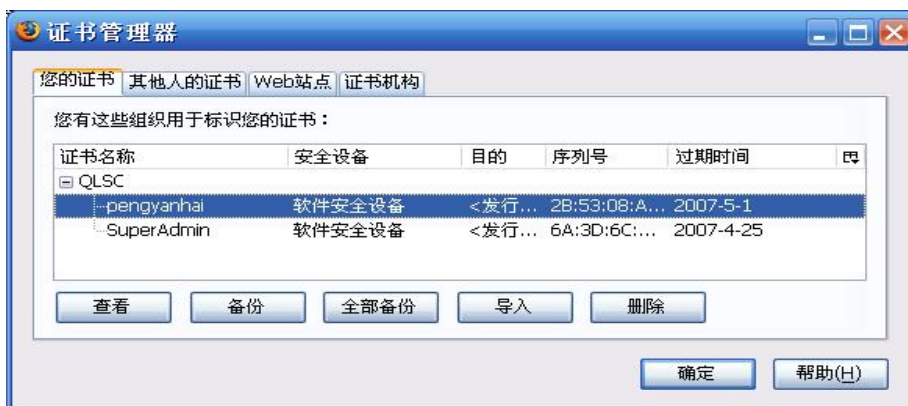 证书管理器
您的证书 其他人的证书 Web站点 证书机构
您有这些组织用于标识您的证书：
证书名称 安全设备 目的 序列号 过期时间
QLSC
pengyanhai 软件安全设备 <发行... 2B:53:08:A... 2007-5-1
SuperAdmin 软件安全设备 <发行... 6A:3D:6C:... 2007-4-25
查看 备份 全部备份 导入 删除
确定 帮助(H)